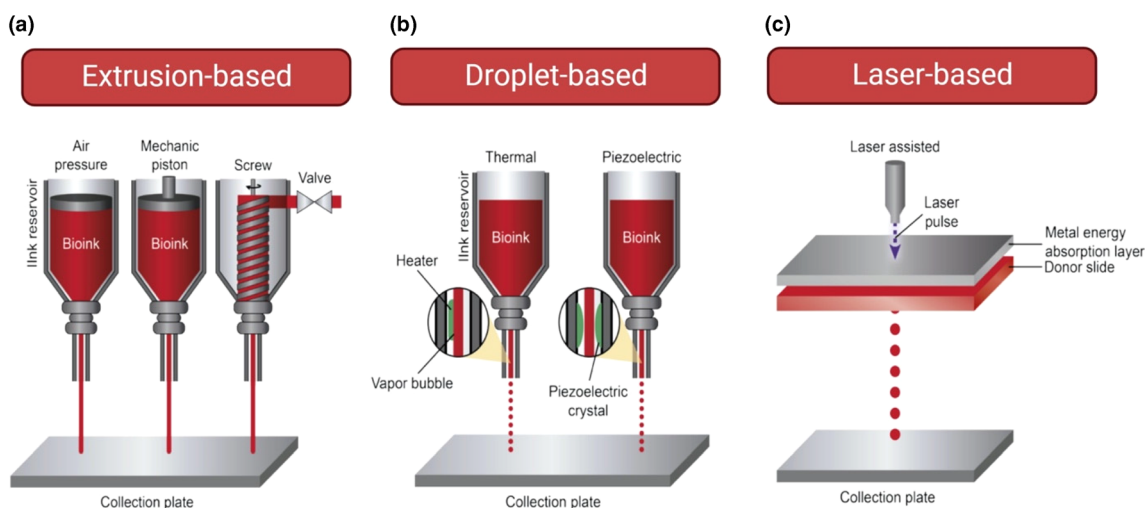 (a)
Extrusion-based
Air
pressure
Mechanic
piston
Screw
Valve
IInk reservoir
Bioink
Bioink
Collection plate
(b)
Droplet-based
Thermal
Piezoelectric
IInk reservoir
Bioink
Bioink
Heater
Vapor bubble
Piezoelectric
crystal
Collection plate
(c)
Laser-based
Laser assisted
Laser
pulse
Metal energy
absorption layer
Donor slide
Collection plate